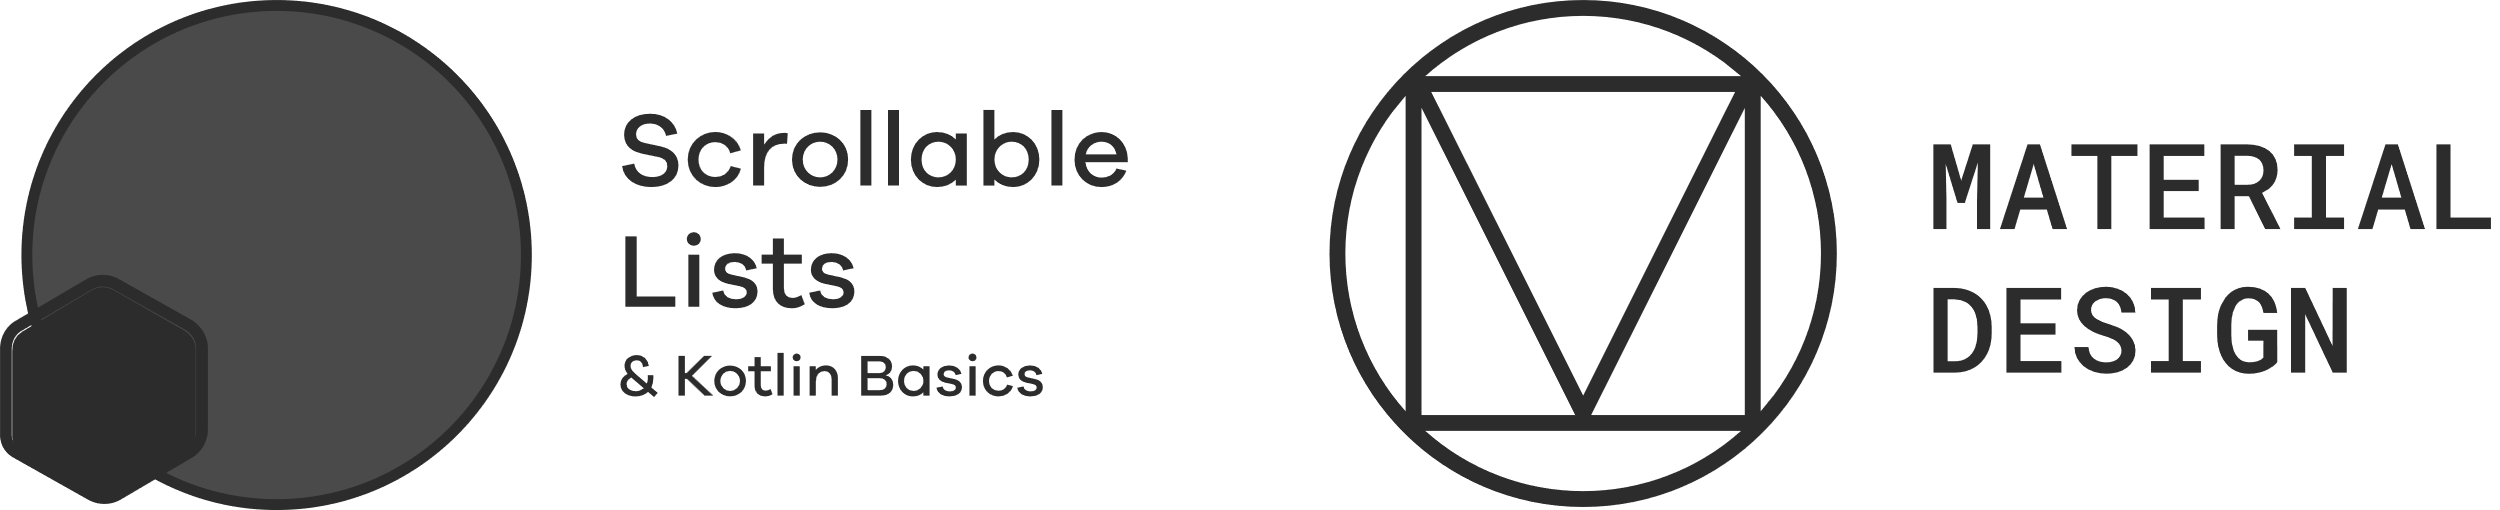 Scrollable
Lists
& Kotlin Basics
MATERIAL
DESIGN